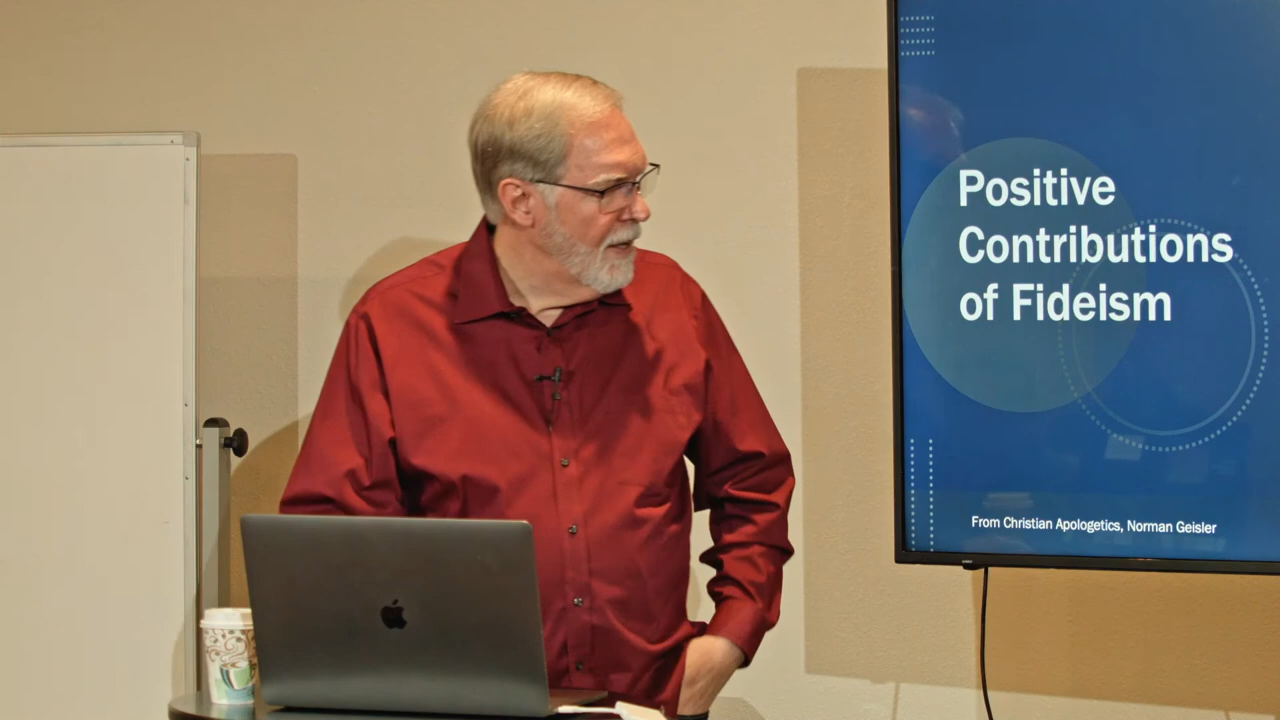 Positive
Contributions
of Fideism
From Christian Apologetics, Norman Geisler